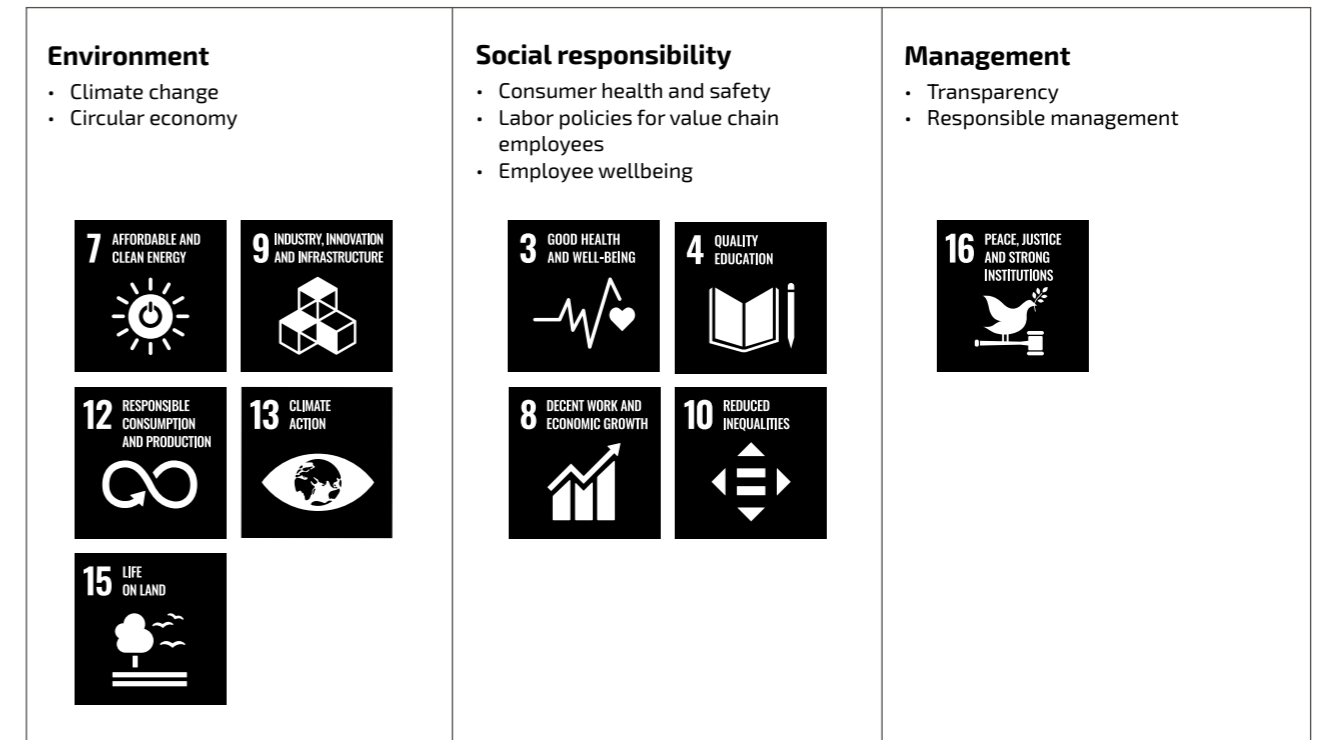 Environment
• Climate change
• Circular economy
7 AFFORDABLE AND
CLEAN ENERGY
9 INDUSTRY, INNOVATION
AND INFRASTRUCTURE
12 RESPONSIBLE
CONSUMPTION
AND PRODUCTION
13 CLIMATE
ACTION
15 LIFE
ON LAND
Social responsibility
• Consumer health and safety
• Labor policies for value chain
employees
• Employee wellbeing
3 GOOD HEALTH
AND WELL-BEING
4 QUALITY
EDUCATION
8 DECENT WORK AND
ECONOMIC GROWTH
10 REDUCED
INEQUALITIES
Management
• Transparency
• Responsible management
16 PEACE, JUSTICE
AND STRONG
INSTITUTIONS